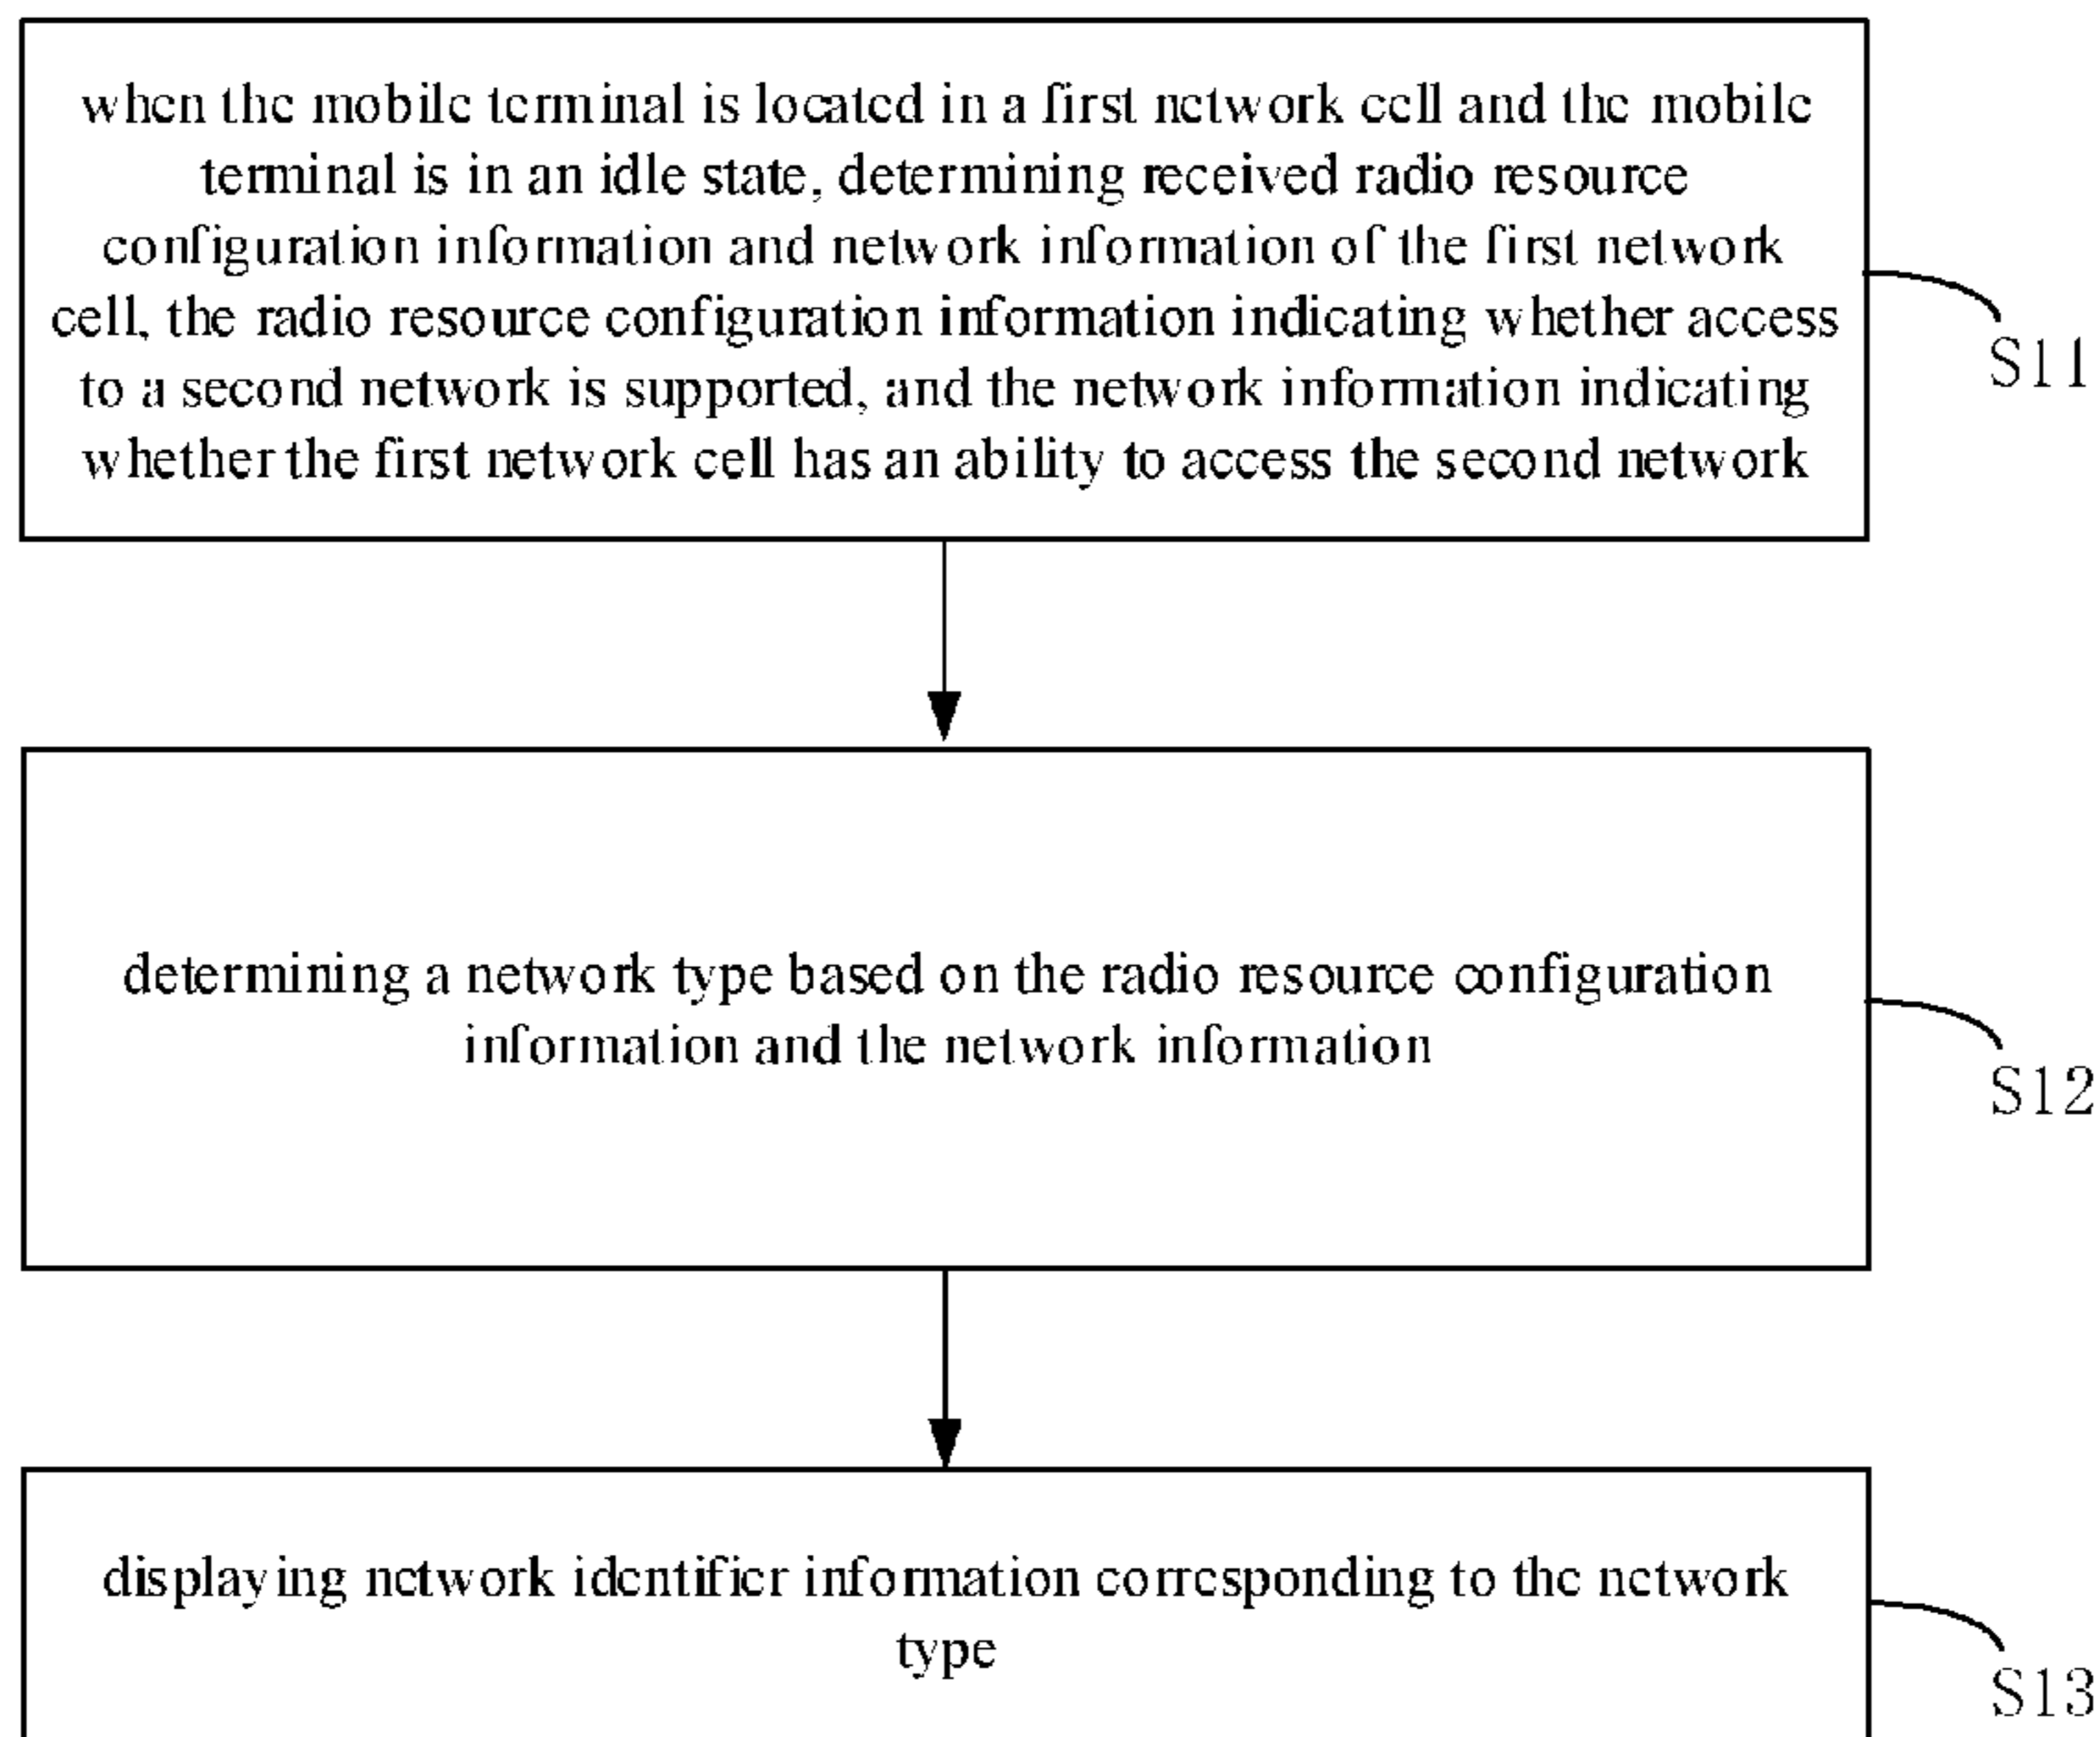 when the mobile terminal is located in a first network cell and the mobile
terminal is in an idle state, determining received radio resource
configuration information and network information of the first network
cell, the radio resource configuration information indicating whether access
to a second network is supported, and the network information indicating
whether the first network cell has an ability to access the second network
S11
determining a network type based on the radio resource configuration
information and the network information
S12
displaying network identifier information corresponding to the network
type
S13